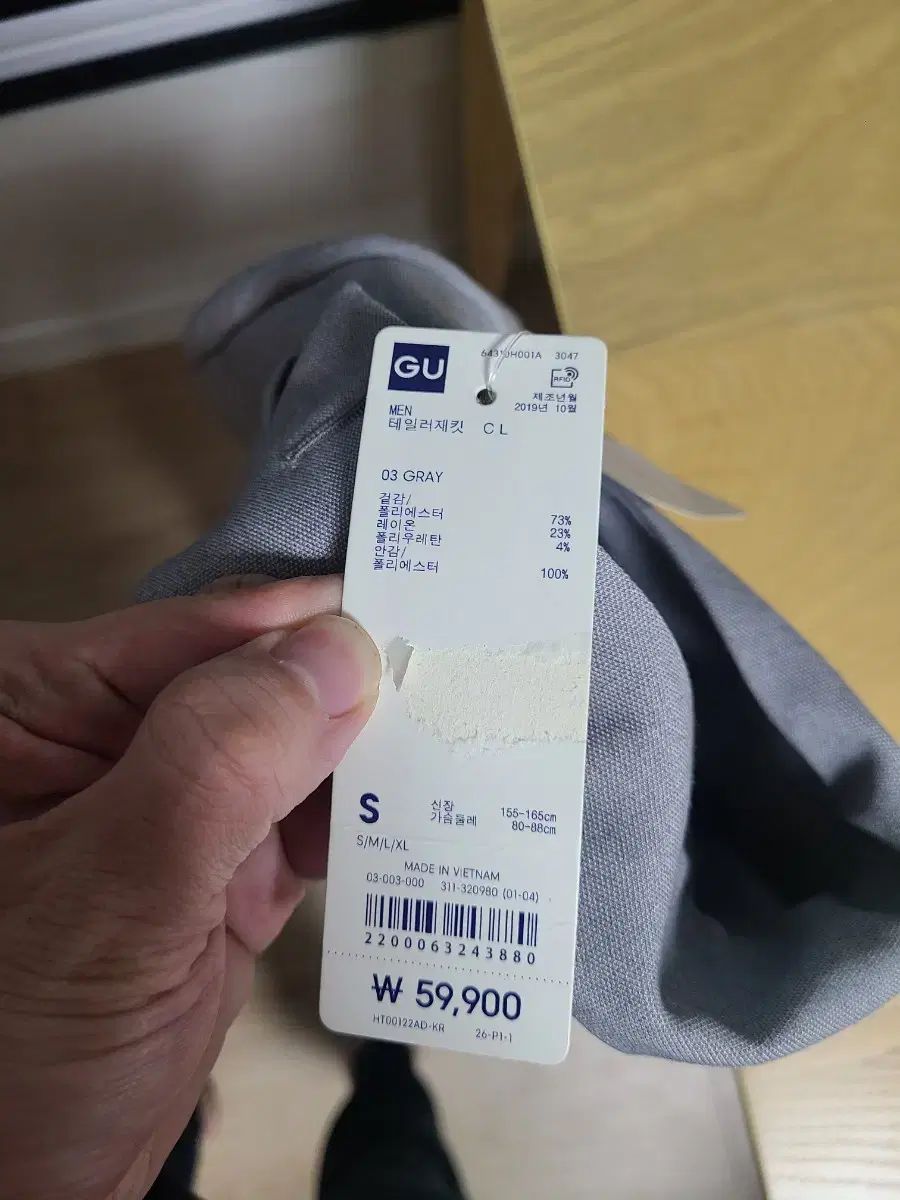 GU
64310H001A 3047
RFID
제조년월
2019년 10월
MEN
테일러재킷 CL
03 GRAY
겉감/
폴리에스터 73%
레이온 23%
폴리우레탄 4%
안감/
폴리에스터 100%
S
신장 155-165cm
가슴둘레 80-88cm
S/M/L/XL
MADE IN VIETNAM
03-003-000 311-320980 (01-04)
2200063243880
₩ 59,900
HT00122AD-KR 26-P1-1